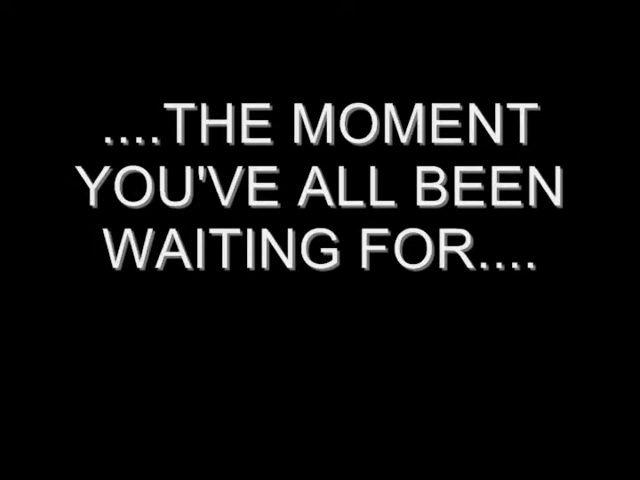 ....THE MOMENT
YOU'VE ALL BEEN
WAITING FOR....